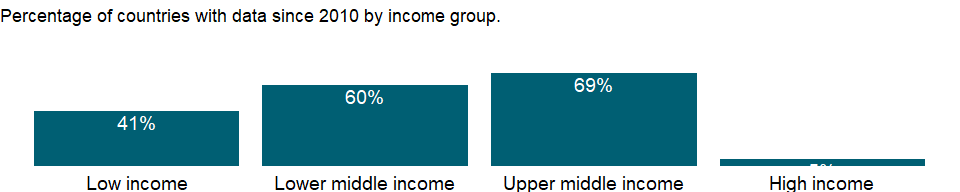 Percentage of countries with data since 2010 by income group.
41%
60%
69%
Low income
Lower middle income
Upper middle income
High income